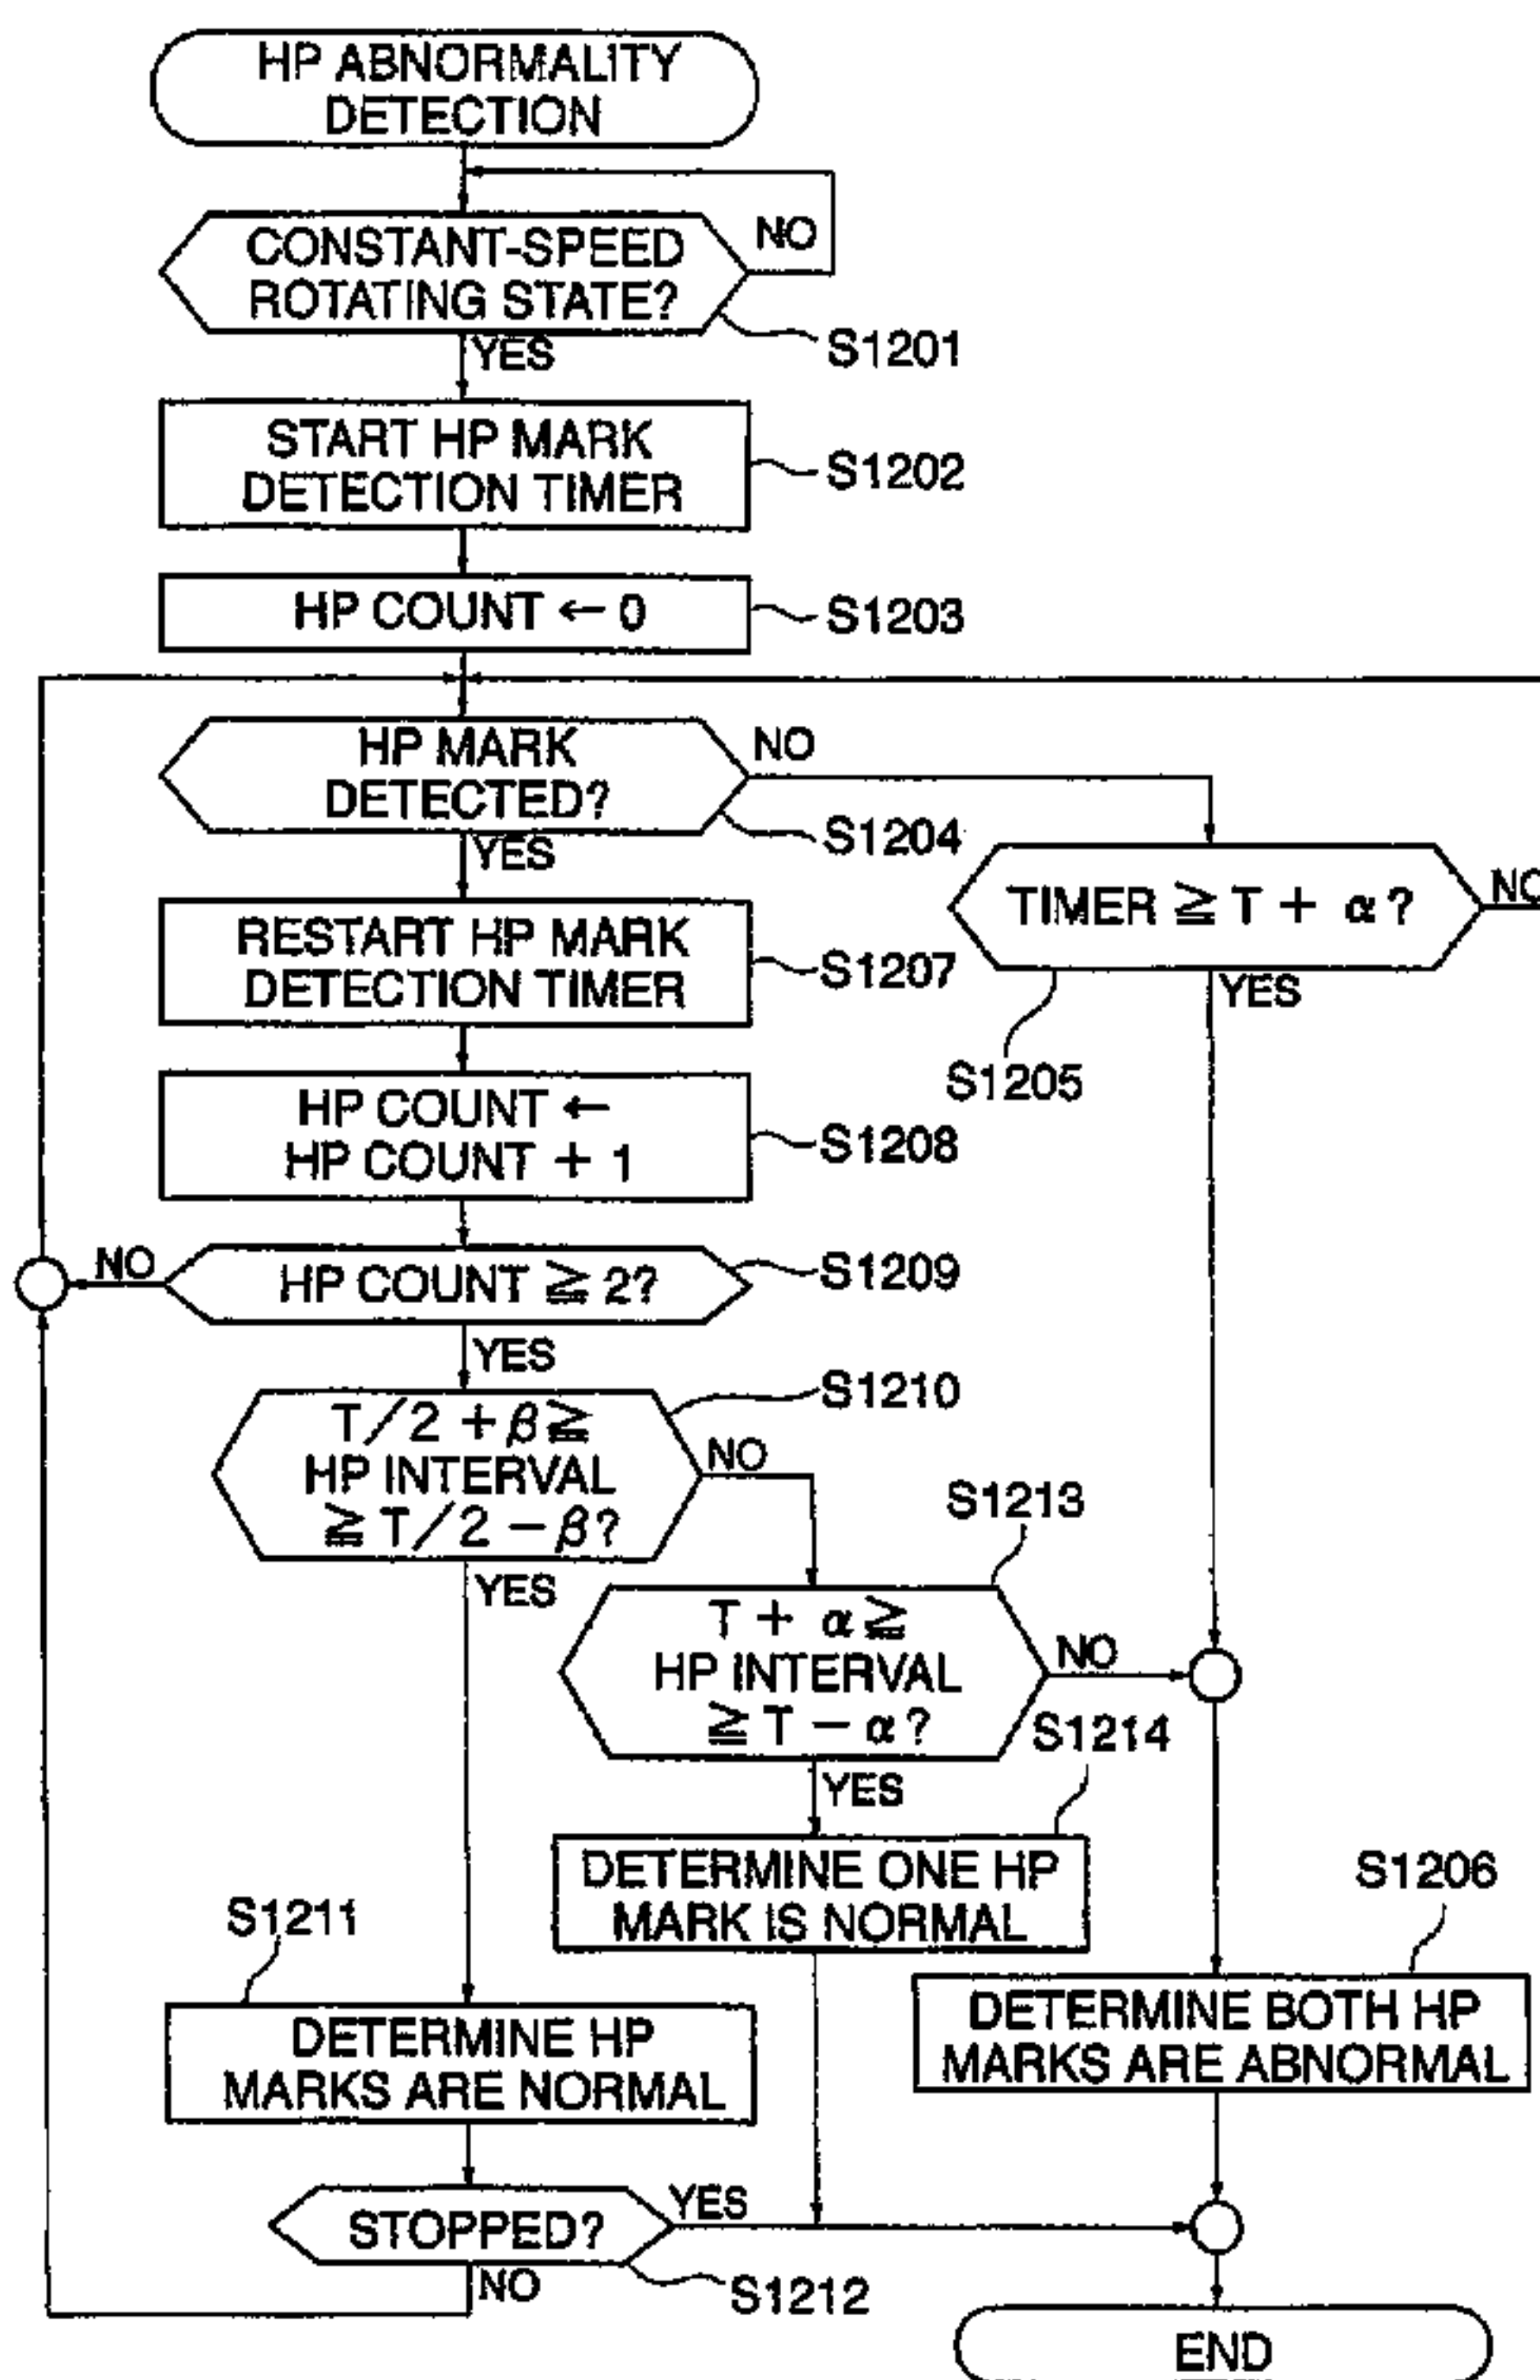 HP ABNORMALITY
DETECTION
NO
CONSTANT-SPEED
ROTATING STATE?
S1201
YES
START HP MARK
DETECTION TIMER
S1202
HP COUNT ← 0
S1203
HP MARK
DETECTED?
NO
S1204
YES
TIMER ≧ T + α ?
NO
YES
S1205
RESTART HP MARK
DETECTION TIMER
S1207
HP COUNT ←
HP COUNT + 1
S1208
NO
HP COUNT ≧ 2?
S1209
YES
S1210
T/2 + β ≧
HP INTERVAL
≧ T/2 − β?
NO
YES
S1213
T + α ≧
HP INTERVAL
≧ T − α ?
NO
S1214
YES
DETERMINE ONE HP
MARK IS NORMAL
S1206
DETERMINE BOTH HP
MARKS ARE ABNORMAL
S1211
DETERMINE HP
MARKS ARE NORMAL
STOPPED?
YES
NO
S1212
END